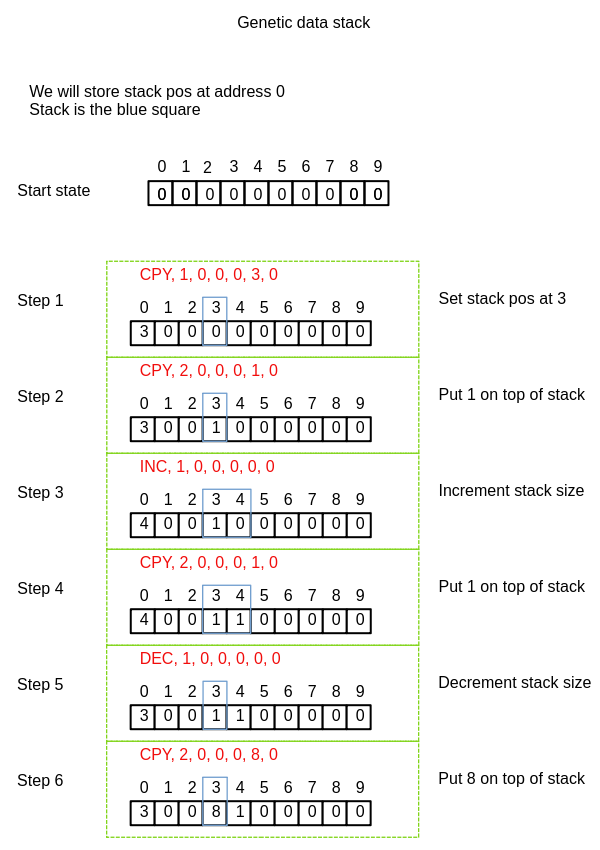 Genetic data stack
We will store stack pos at address 0
Stack is the blue square
0 1 2 3 4 5 6 7 8 9
Start state 0 0 0 0 0 0 0 0 0 0
CPY, 1, 0, 0, 0, 3, 0
Step 1 0 1 2 3 4 5 6 7 8 9 Set stack pos at 3
3 0 0 0 0 0 0 0 0 0
CPY, 2, 0, 0, 0, 1, 0
Step 2 0 1 2 3 4 5 6 7 8 9 Put 1 on top of stack
3 0 0 1 0 0 0 0 0 0
INC, 1, 0, 0, 0, 0, 0
Step 3 0 1 2 3 4 5 6 7 8 9 Increment stack size
4 0 0 1 0 0 0 0 0 0
CPY, 2, 0, 0, 0, 1, 0
Step 4 0 1 2 3 4 5 6 7 8 9 Put 1 on top of stack
4 0 0 1 1 0 0 0 0 0
DEC, 1, 0, 0, 0, 0, 0
Step 5 0 1 2 3 4 5 6 7 8 9 Decrement stack size
3 0 0 1 1 0 0 0 0 0
CPY, 2, 0, 0, 0, 8, 0
Step 6 0 1 2 3 4 5 6 7 8 9 Put 8 on top of stack
3 0 0 8 1 0 0 0 0 0